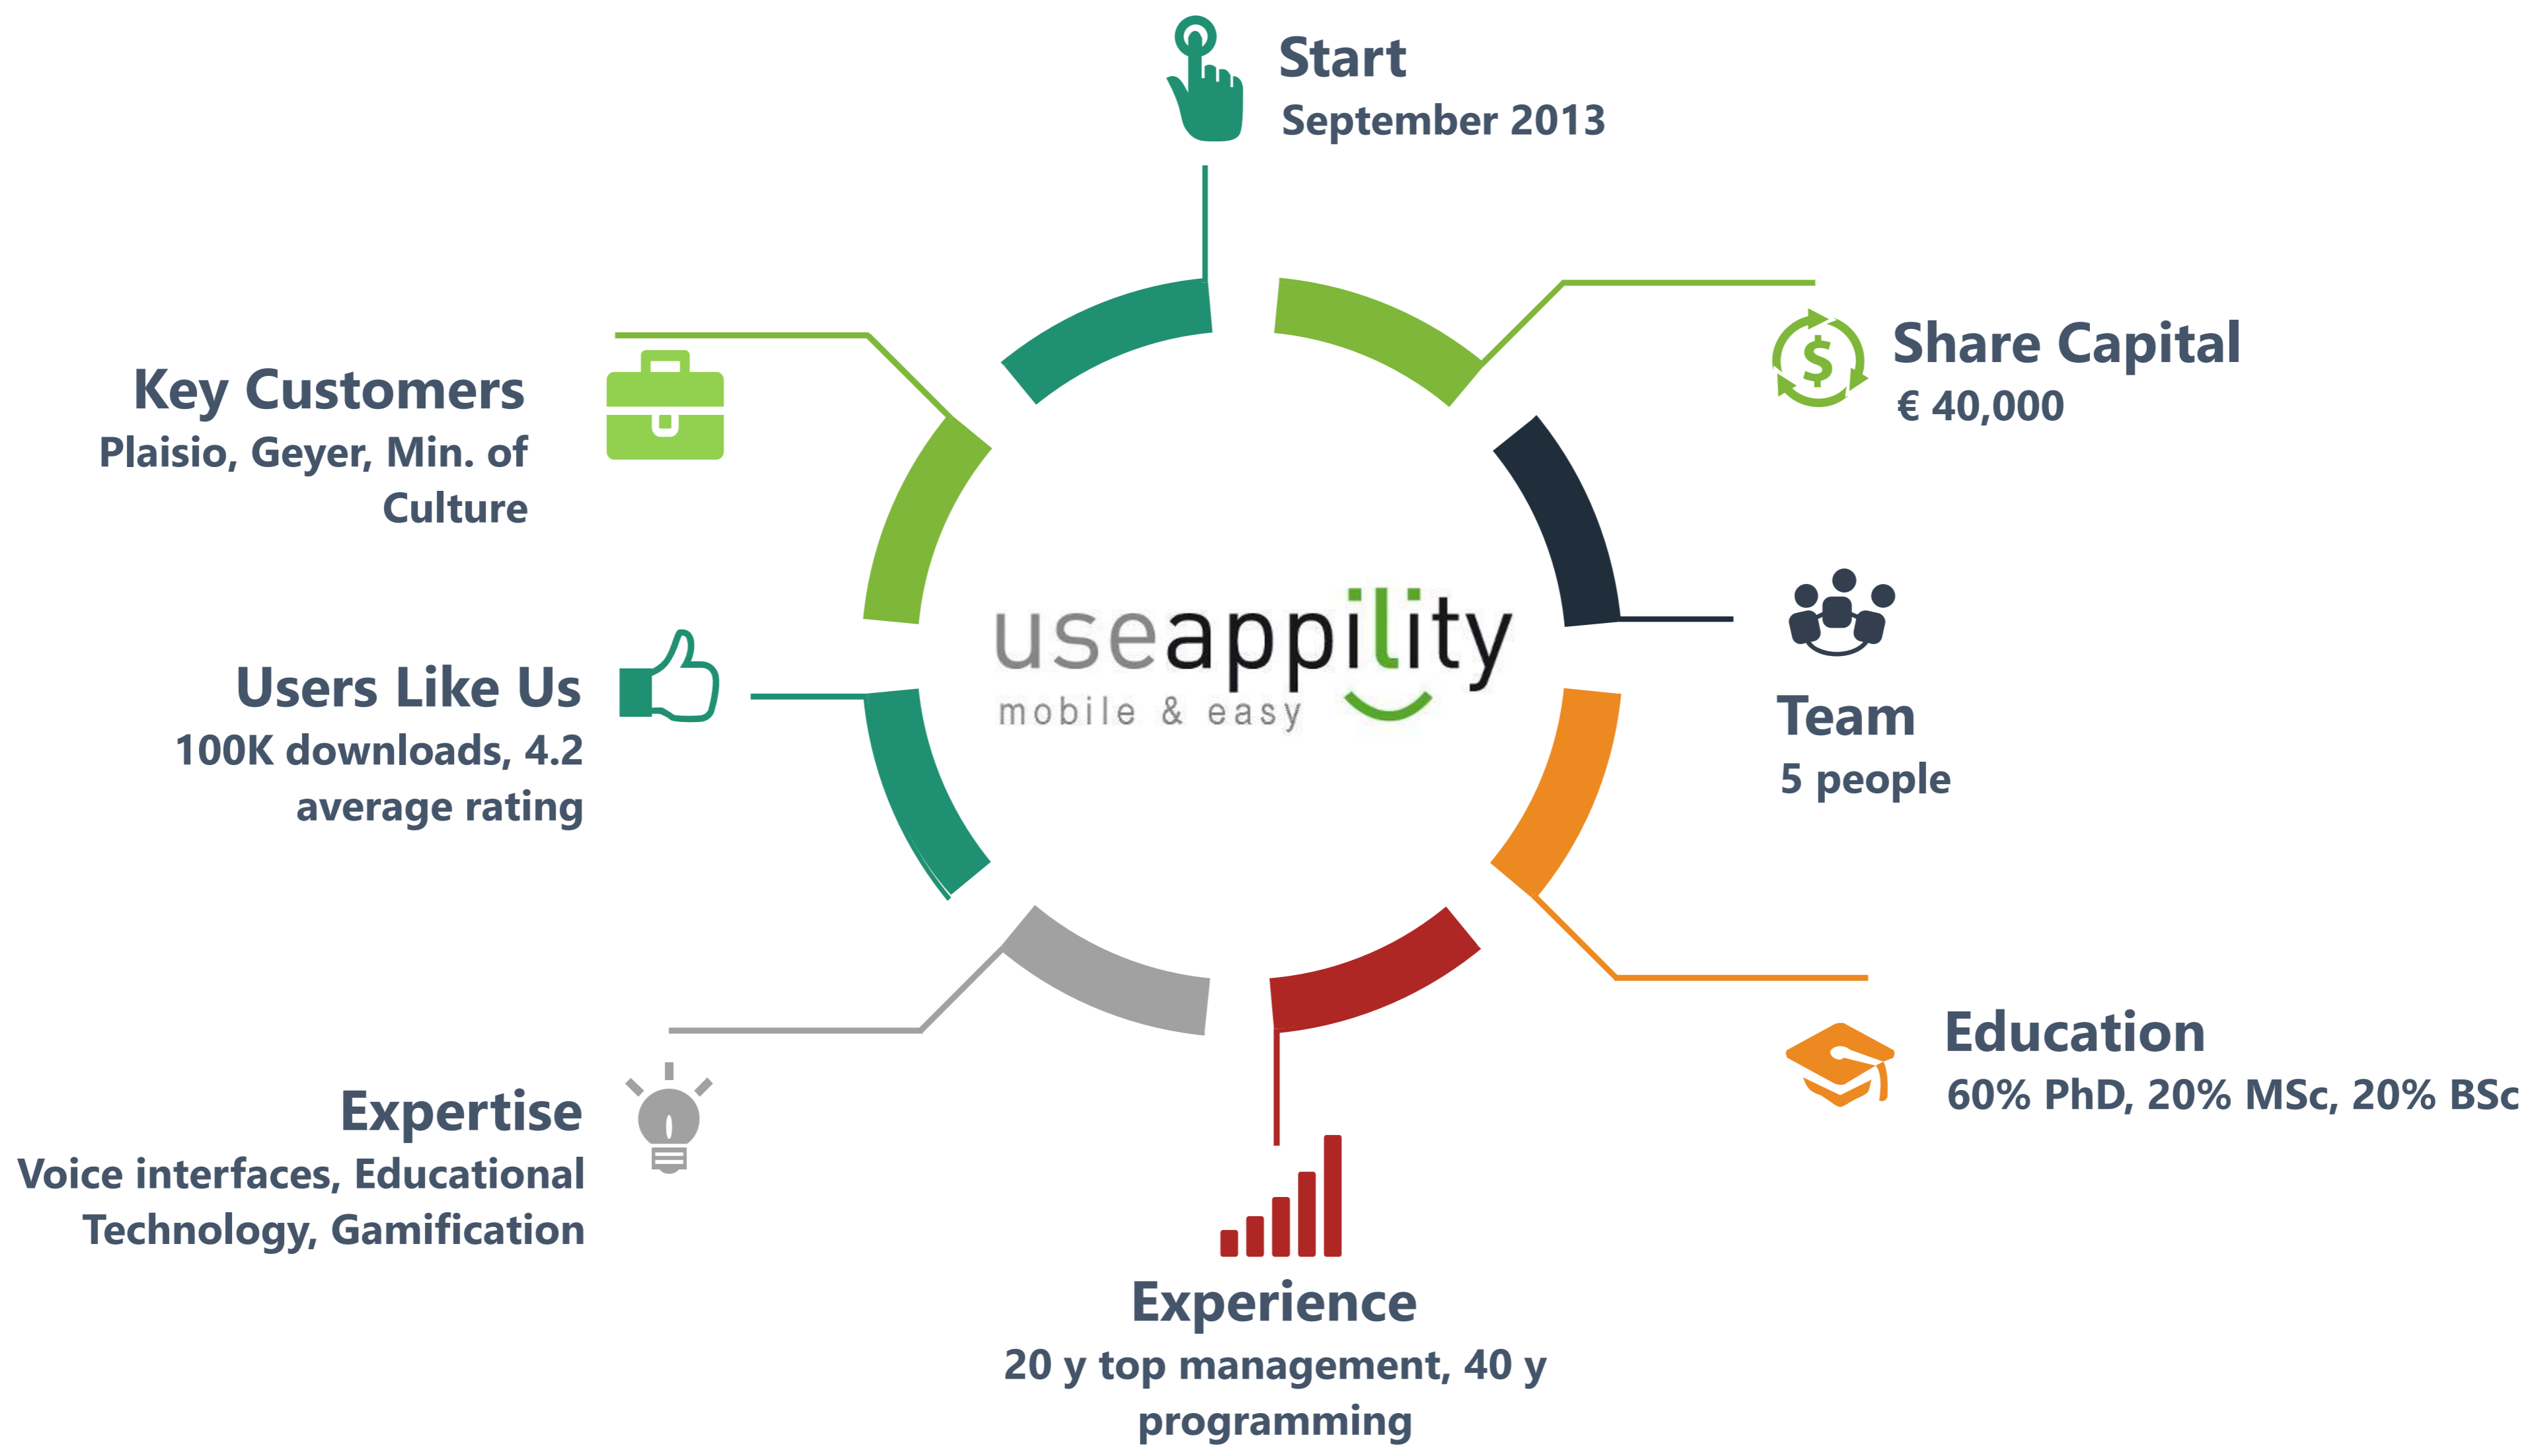 Start
September 2013
Share Capital
€ 40,000
Key Customers
Plaisio, Geyer, Min. of
Culture
useappility
mobile & easy
Users Like Us
100K downloads, 4.2
average rating
Team
5 people
Education
60% PhD, 20% MSc, 20% BSc
Expertise
Voice interfaces, Educational
Technology, Gamification
Experience
20 y top management, 40 y
programming
$